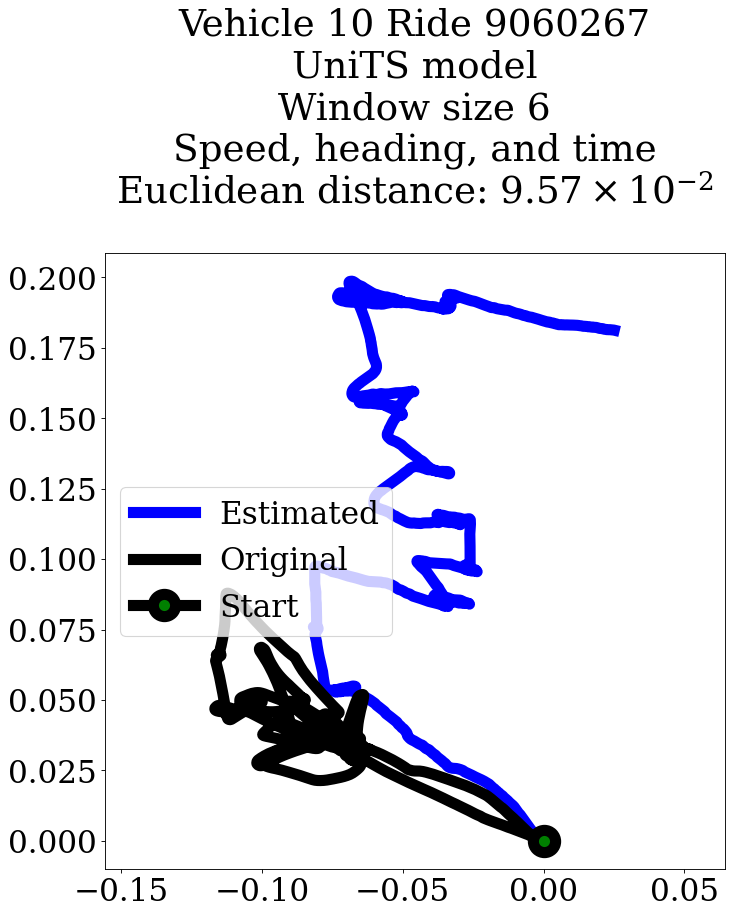 Vehicle 10 Ride 9060267
UniTS model
Window size 6
Speed, heading, and time
Euclidean distance: 9.57 × 10⁻²
0.200
0.175
0.150
0.125
0.100
0.075
0.050
0.025
0.000
Estimated
Original
Start
−0.15
−0.10
−0.05
0.00
0.05